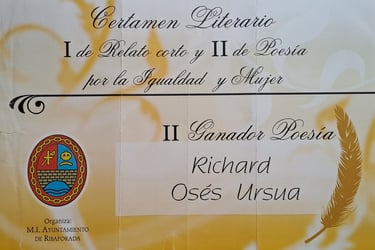 Certamen Literario
I de Relato corto y II de Poesía
por la Igualdad y Mujer
II Ganador Poesía
Richard
Osés Ursua
Organiza:
M.I. AYUNTAMIENTO
DE RIBAFORADA